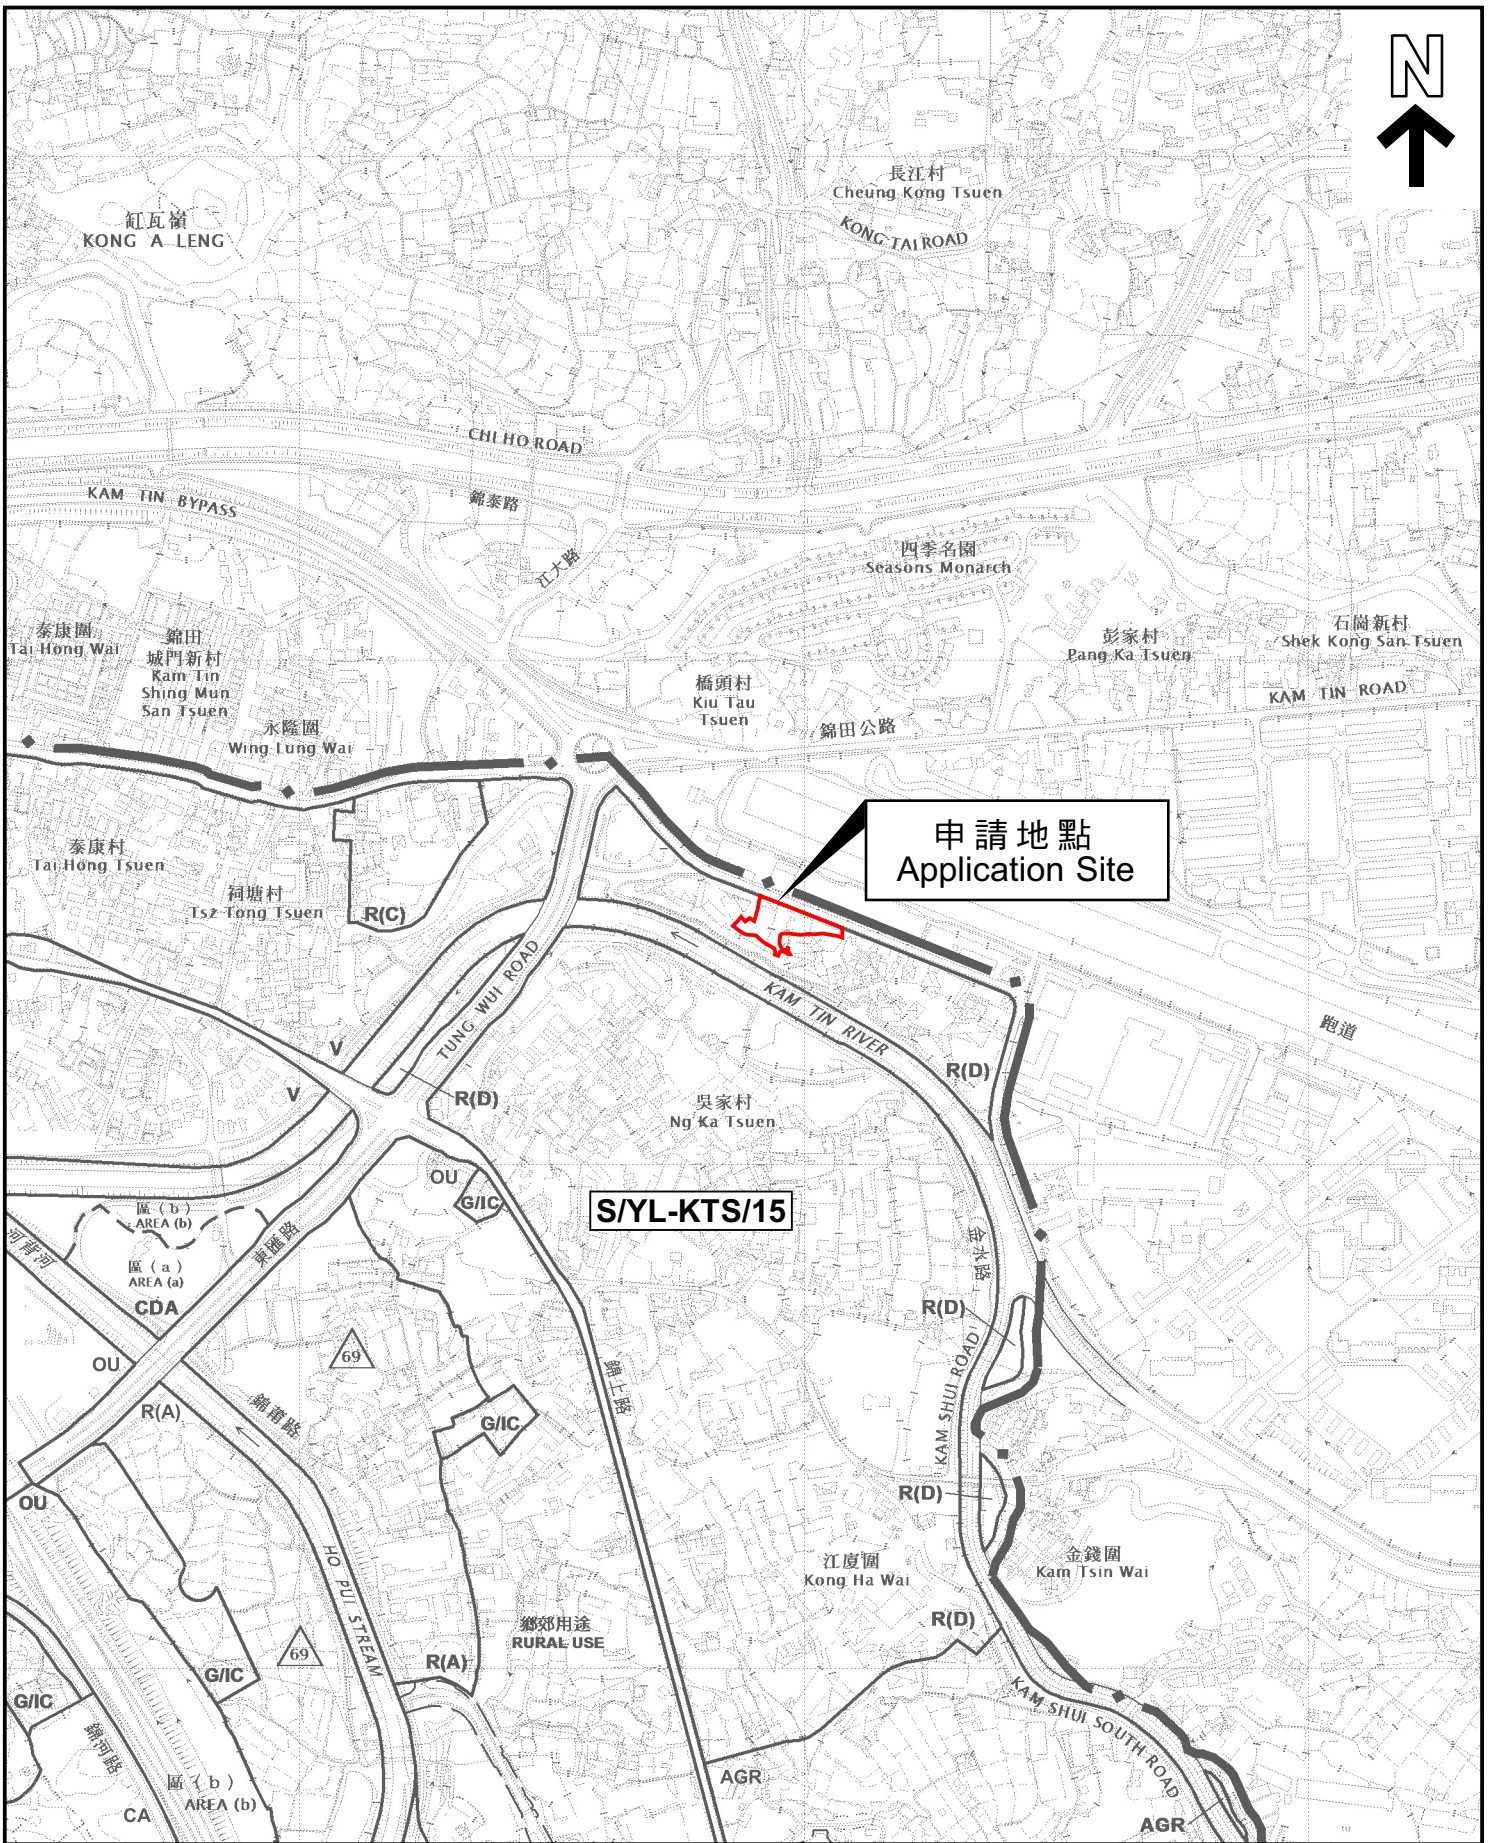 N
長江村
Cheung Kong Tsuen
KONG TAI ROAD
缸瓦嶺
KONG A LENG
CHI HO ROAD
KAM TIN BYPASS
錦泰路
江大路
四季名園
Seasons Monarch
泰康圍
Tai Hong Wai
錦田
城門新村
Kam Tin
Shing Mun
San Tsuen
彭家村
Pang Ka Tsuen
石崗新村
Shek Kong San Tsuen
橋頭村
Kiu Tau
Tsuen
KAM TIN ROAD
錦田公路
永隆圍
Wing Lung Wai
申請地點
Application Site
泰康村
Tai Hong Tsuen
祠塘村
Tsz Tong Tsuen
R(C)
TUNG WUI ROAD
KAM TIN RIVER
跑道
V
V
R(D)
R(D)
吳家村
Ng Ka Tsuen
OU
G/IC
S/YL-KTS/15
區 (b)
AREA (b)
河背河
東匯路
區 (a)
AREA (a)
CDA
金水路
R(D)
KAM SHUI ROAD
OU
69
錦上路
R(A)
錦莆路
G/IC
OU
R(D)
HO PUI STREAM
江廈圍
Kong Ha Wai
金錢圍
Kam Tsin Wai
鄉郊用途
RURAL USE
R(D)
69
R(A)
G/IC
G/IC
KAM SHUI SOUTH ROAD
錦河路
區 (b)
AREA (b)
CA
AGR
AGR